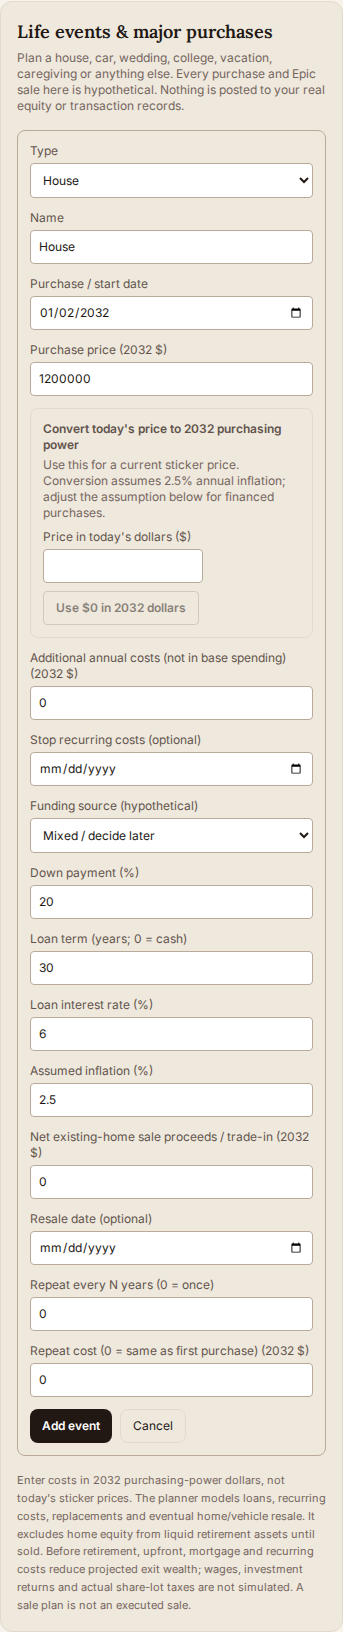 Life events & major purchases
Plan a house, car, wedding, college, vacation,
caregiving or anything else. Every purchase and Epic
sale here is hypothetical. Nothing is posted to your real
equity or transaction records.
Type
House
Name
House
Purchase / start date
01/02/2032
Purchase price (2032 $)
1200000
Convert today's price to 2032 purchasing
power
Use this for a current sticker price.
Conversion assumes 2.5% annual inflation;
adjust the assumption below for financed
purchases.
Price in today's dollars ($)
Use $0 in 2032 dollars
Additional annual costs (not in base spending)
(2032 $)
0
Stop recurring costs (optional)
mm/dd/yyyy
Funding source (hypothetical)
Mixed / decide later
Down payment (%)
20
Loan term (years; 0 = cash)
30
Loan interest rate (%)
6
Assumed inflation (%)
2.5
Net existing-home sale proceeds / trade-in (2032
$)
0
Resale date (optional)
mm/dd/yyyy
Repeat every N years (0 = once)
0
Repeat cost (0 = same as first purchase) (2032 $)
0
Add event
Cancel
Enter costs in 2032 purchasing-power dollars, not
today's sticker prices. The planner models loans, recurring
costs, replacements and eventual home/vehicle resale. It
excludes home equity from liquid retirement assets until
sold. Before retirement, upfront, mortgage and recurring
costs reduce projected exit wealth; wages, investment
returns and actual share-lot taxes are not simulated. A
sale plan is not an executed sale.